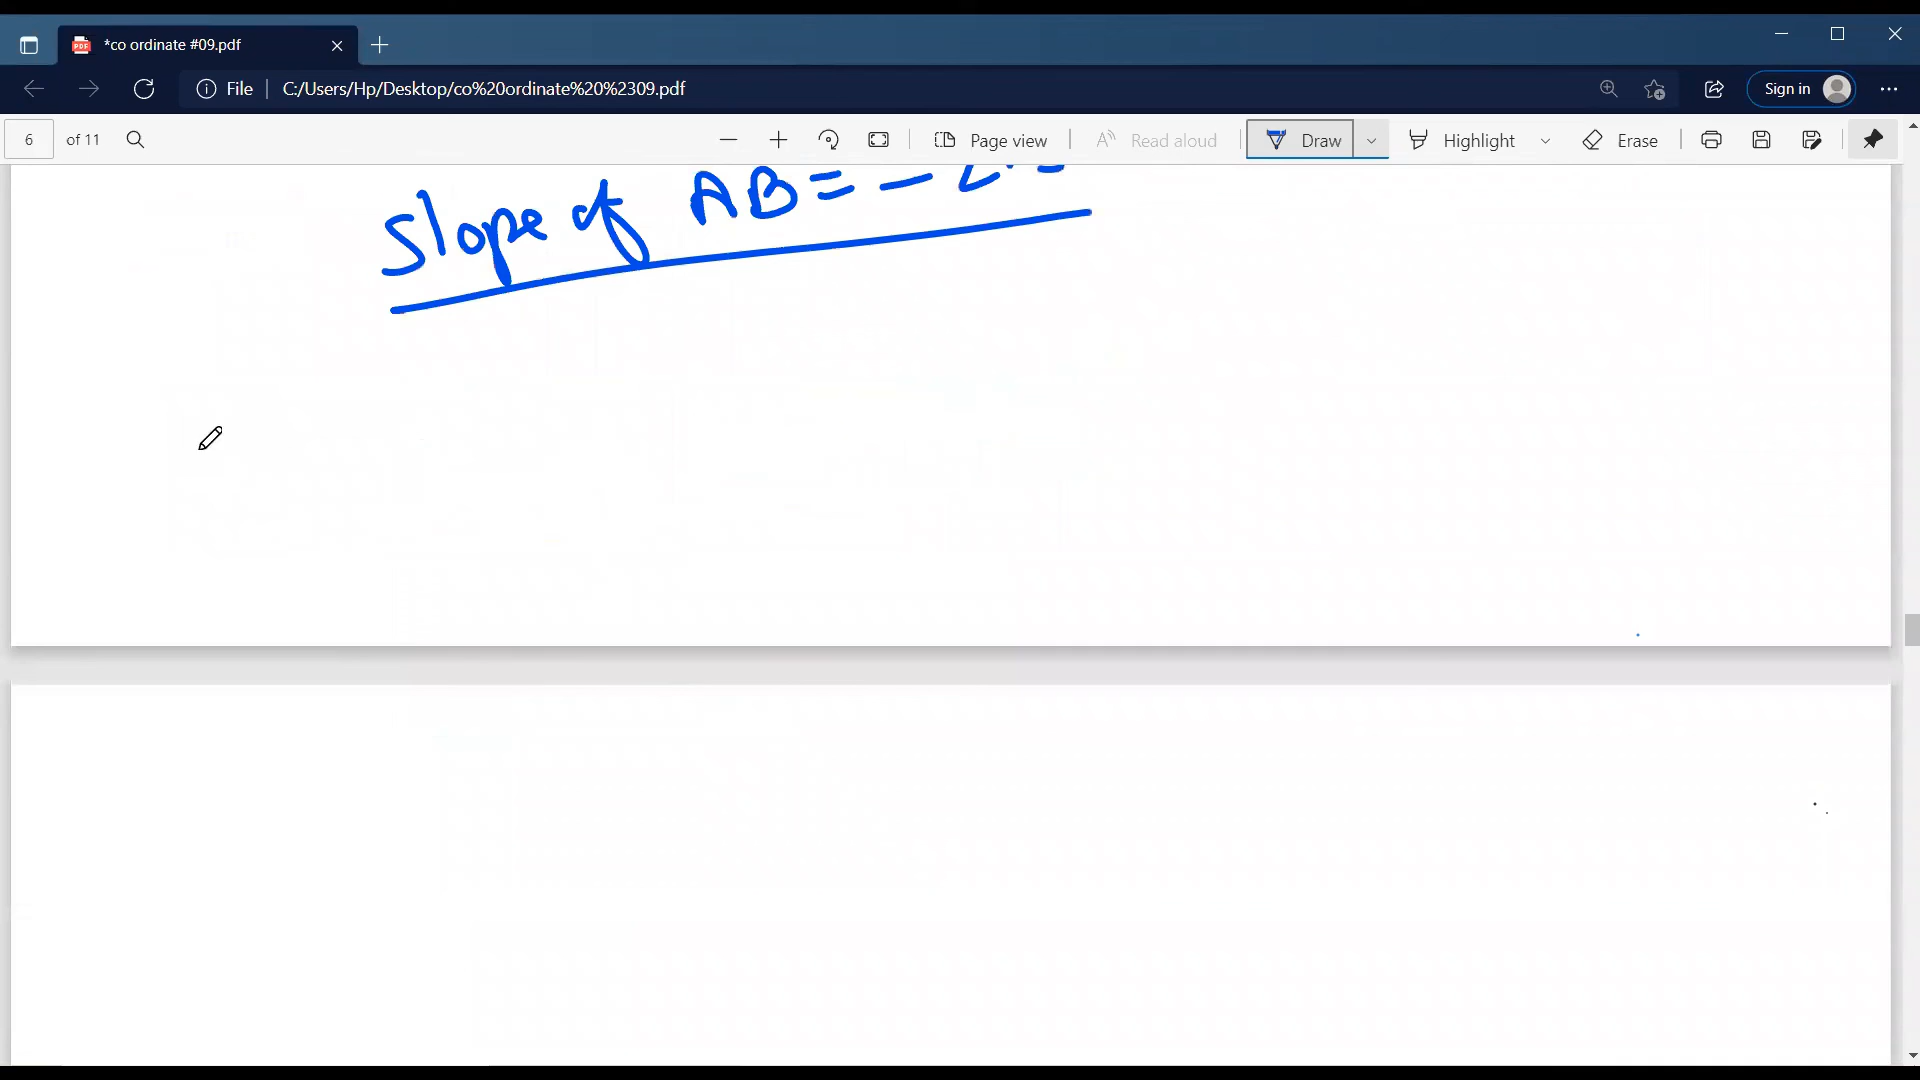 *co ordinate #09.pdf
File
C:/Users/Hp/Desktop/co%20ordinate%20%2309.pdf
Sign in
6 of 11
Page view
Read aloud
Draw
Highlight
Erase
Slope of AB = -